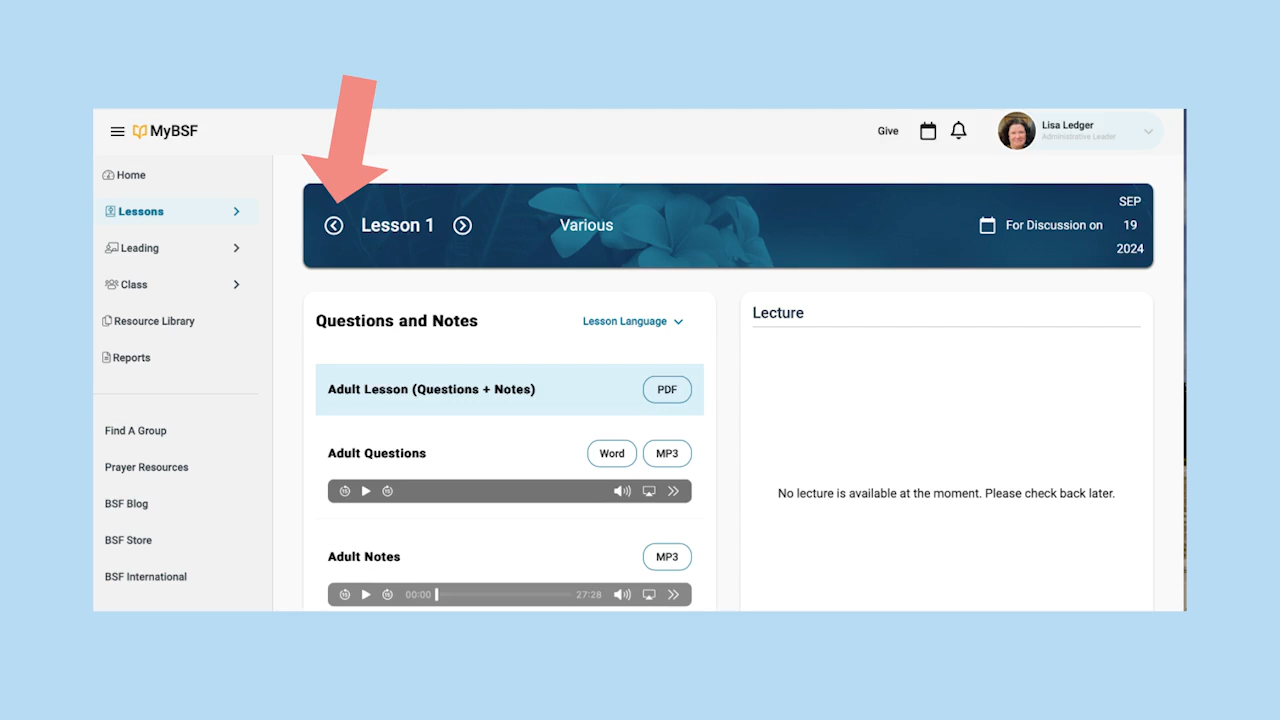 MyBSF
Give
Lisa Ledger
Administrative Leader
Home
Lessons
Leading
Class
Resource Library
Reports
Find A Group
Prayer Resources
BSF Blog
BSF Store
BSF International
Lesson 1
Various
For Discussion on
SEP
19
2024
Questions and Notes
Lesson Language
Adult Lesson (Questions + Notes)
PDF
Adult Questions
Word
MP3
Adult Notes
MP3
00:00
27:28
Lecture
No lecture is available at the moment. Please check back later.